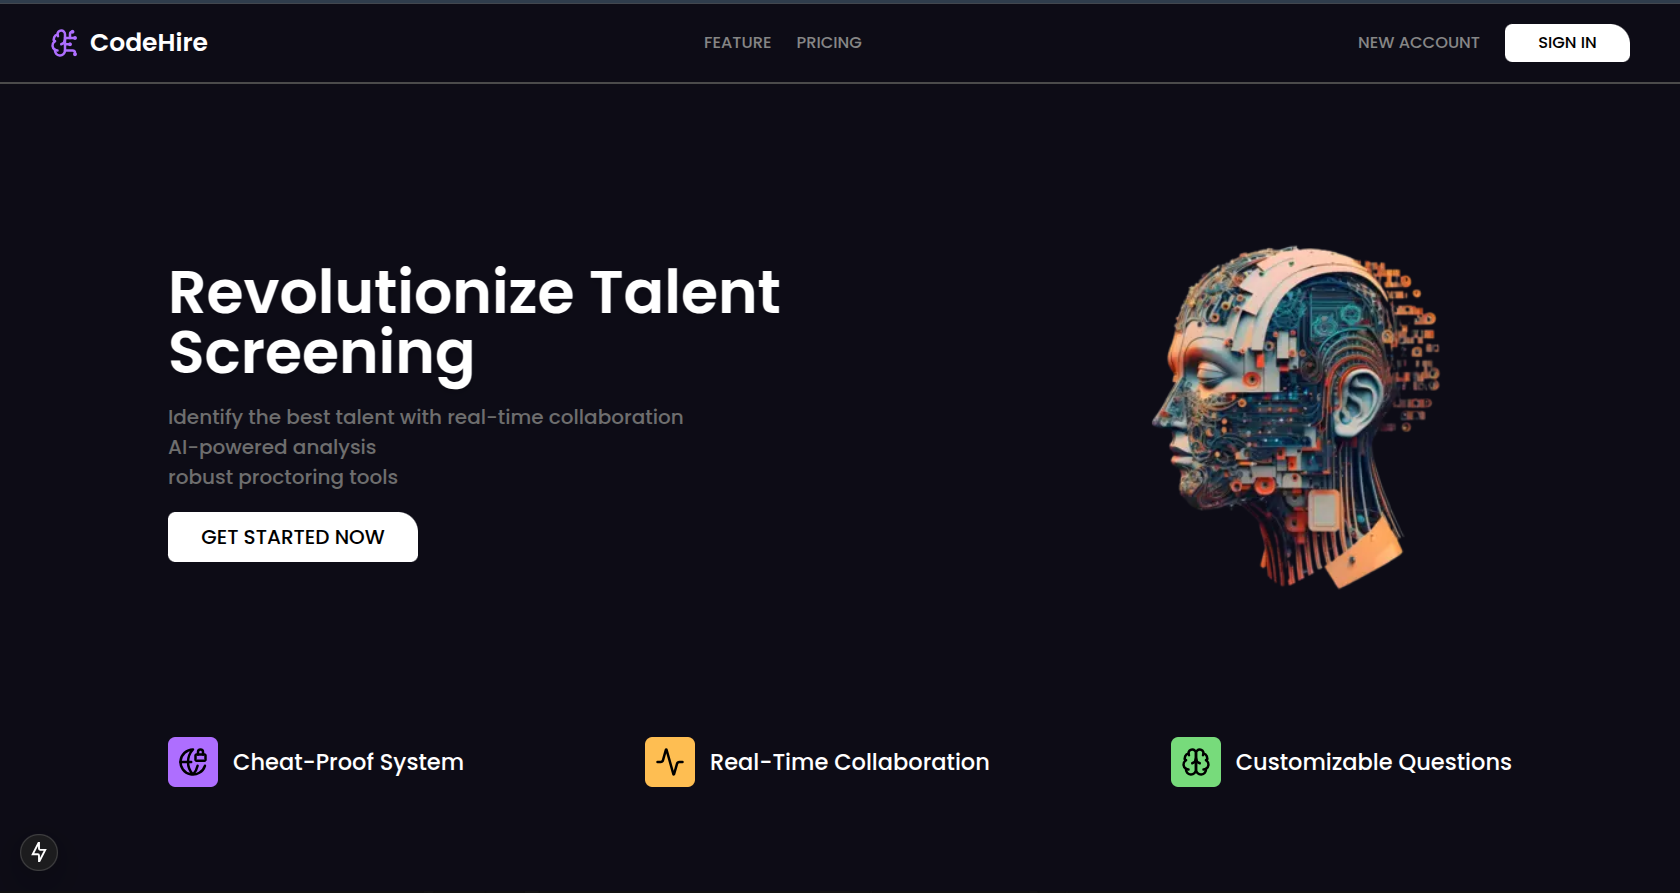 CodeHire
FEATURE
PRICING
NEW ACCOUNT
SIGN IN
Revolutionize Talent
Screening
Identify the best talent with real-time collaboration
AI-powered analysis
robust proctoring tools
GET STARTED NOW
Cheat-Proof System
Real-Time Collaboration
Customizable Questions